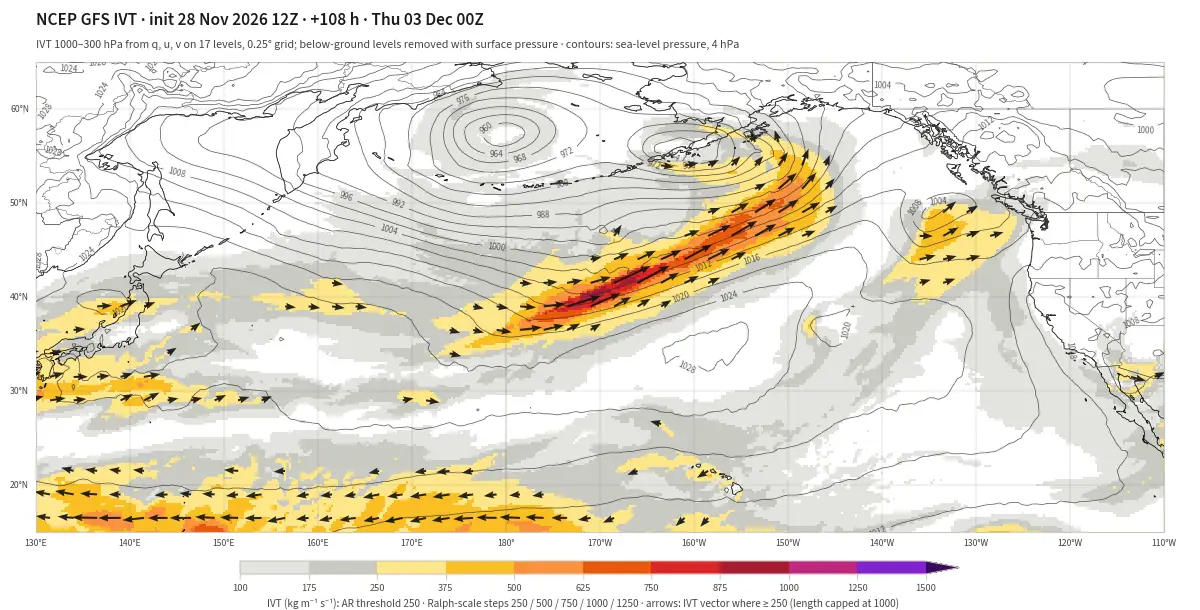 NCEP GFS IVT · init 28 Nov 2026 12Z · +108 h · Thu 03 Dec 00Z
IVT 1000–300 hPa from q, u, v on 17 levels, 0.25° grid; below-ground levels removed with surface pressure · contours: sea-level pressure, 4 hPa
1024
1024
1028
1008
1024
996
992
1004
976
960
964
968
972
988
1000
1012
1016
1020
1024
1028
1020
1008
1004
1004
1012
1000
1008
60°N
50°N
40°N
30°N
20°N
130°E 140°E 150°E 160°E 170°E 180° 170°W 160°W 150°W 140°W 130°W 120°W 110°W
100 175 250 375 500 625 750 875 1000 1250 1500
IVT (kg m⁻¹ s⁻¹): AR threshold 250 · Ralph-scale steps 250 / 500 / 750 / 1000 / 1250 · arrows: IVT vector where ≥ 250 (length capped at 1000)